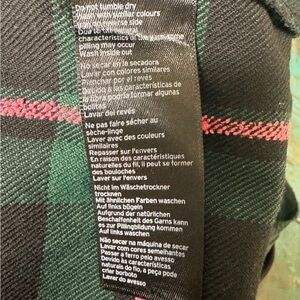 Do not tumble dry
Wash with similar colours
Iron on reverse side
Due to the natural
characteristics of the
pilling may occur
Wash inside out
No se car en la secadora
Lavar con colores similares
Planchar por el revés
Debido a las características de
podría formar algunas
bolitas
Lavar del revés
Ne pas faire sécher au
sèche-linge
Laver avec des couleurs
similaires
Repasser sur l'envers
En raison des caractéristiques
naturelles du fil, il peut se former
des bouloches
Laver sur l'envers
Nicht im Wäschetrockner
trocknen
Mit ähnlichen Farben waschen
Auf links bügeln
Aufgrund der natürlichen
Beschaffenheit des Garns kann
es zur Pillingbildung kommen
Auf links waschen
Não secar na máquina de secar
Lavar com cores semelhantes
Passar a ferro pelo avesso
Devido às características
naturais do fio, a peça pode
criar borboto
Lavar do avesso